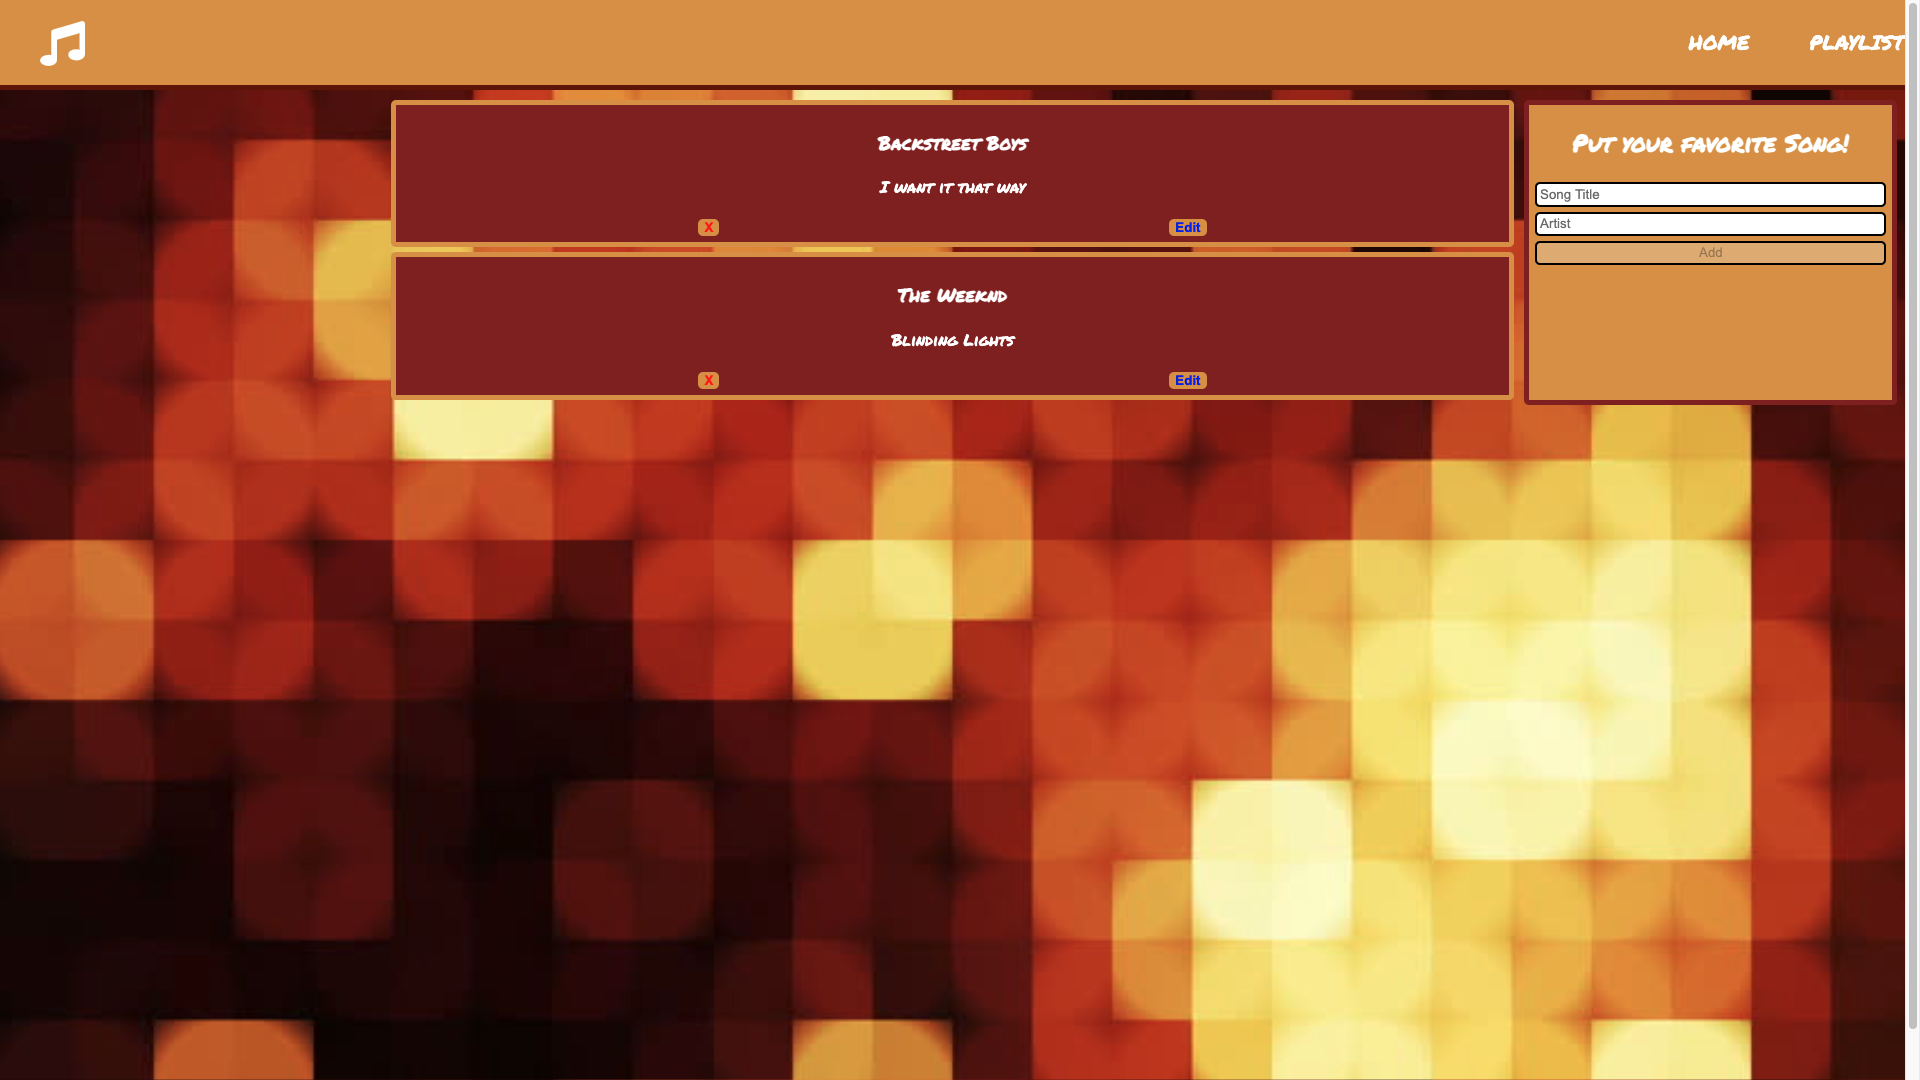 HOME
PLAYLIST
Backstreet Boys
I want it that way
X
Edit
The Weeknd
Blinding Lights
X
Edit
Put your favorite Song!
Song Title
Artist
Add